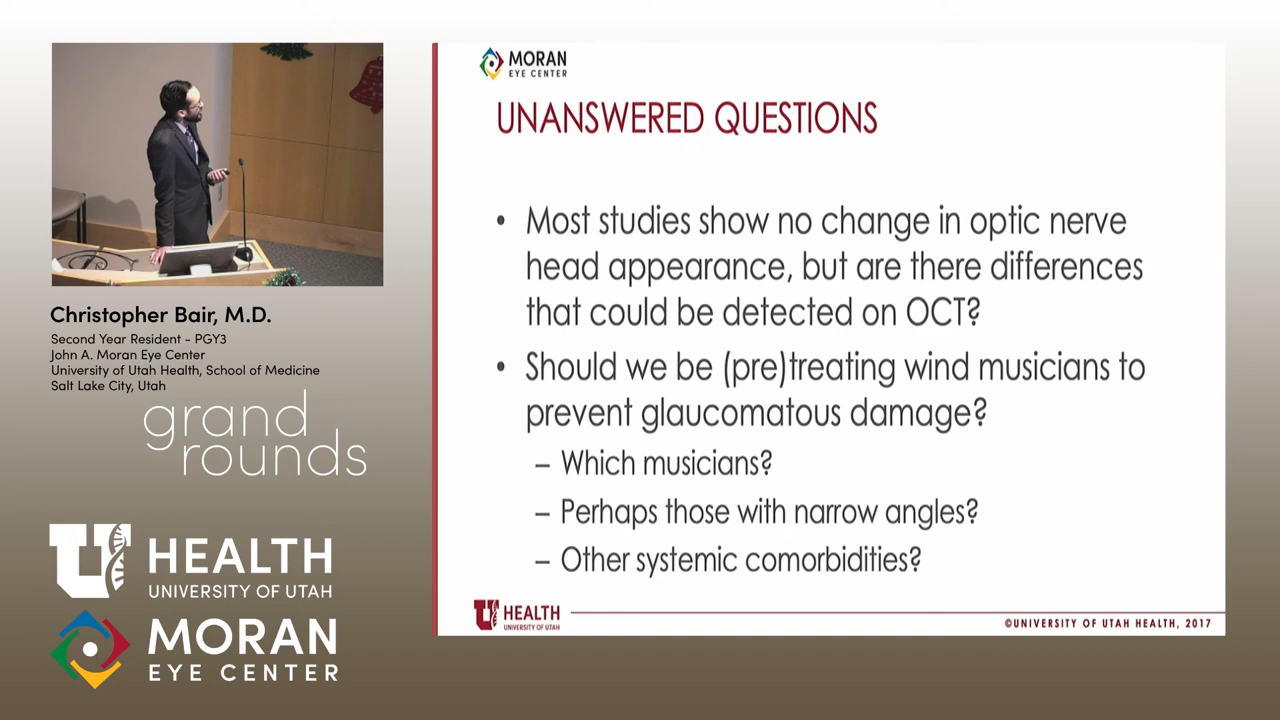 MORAN
EYE CENTER
UNANSWERED QUESTIONS
• Most studies show no change in optic nerve
head appearance, but are there differences
that could be detected on OCT?
• Should we be (pre)treating wind musicians to
prevent glaucomatous damage?
– Which musicians?
– Perhaps those with narrow angles?
– Other systemic comorbidities?
U HEALTH
UNIVERSITY OF UTAH
©UNIVERSITY OF UTAH HEALTH, 2017
Christopher Bair, M.D.
Second Year Resident - PGY3
John A. Moran Eye Center
University of Utah Health, School of Medicine
Salt Lake City, Utah
grand
rounds
U HEALTH
UNIVERSITY OF UTAH
MORAN
EYE CENTER